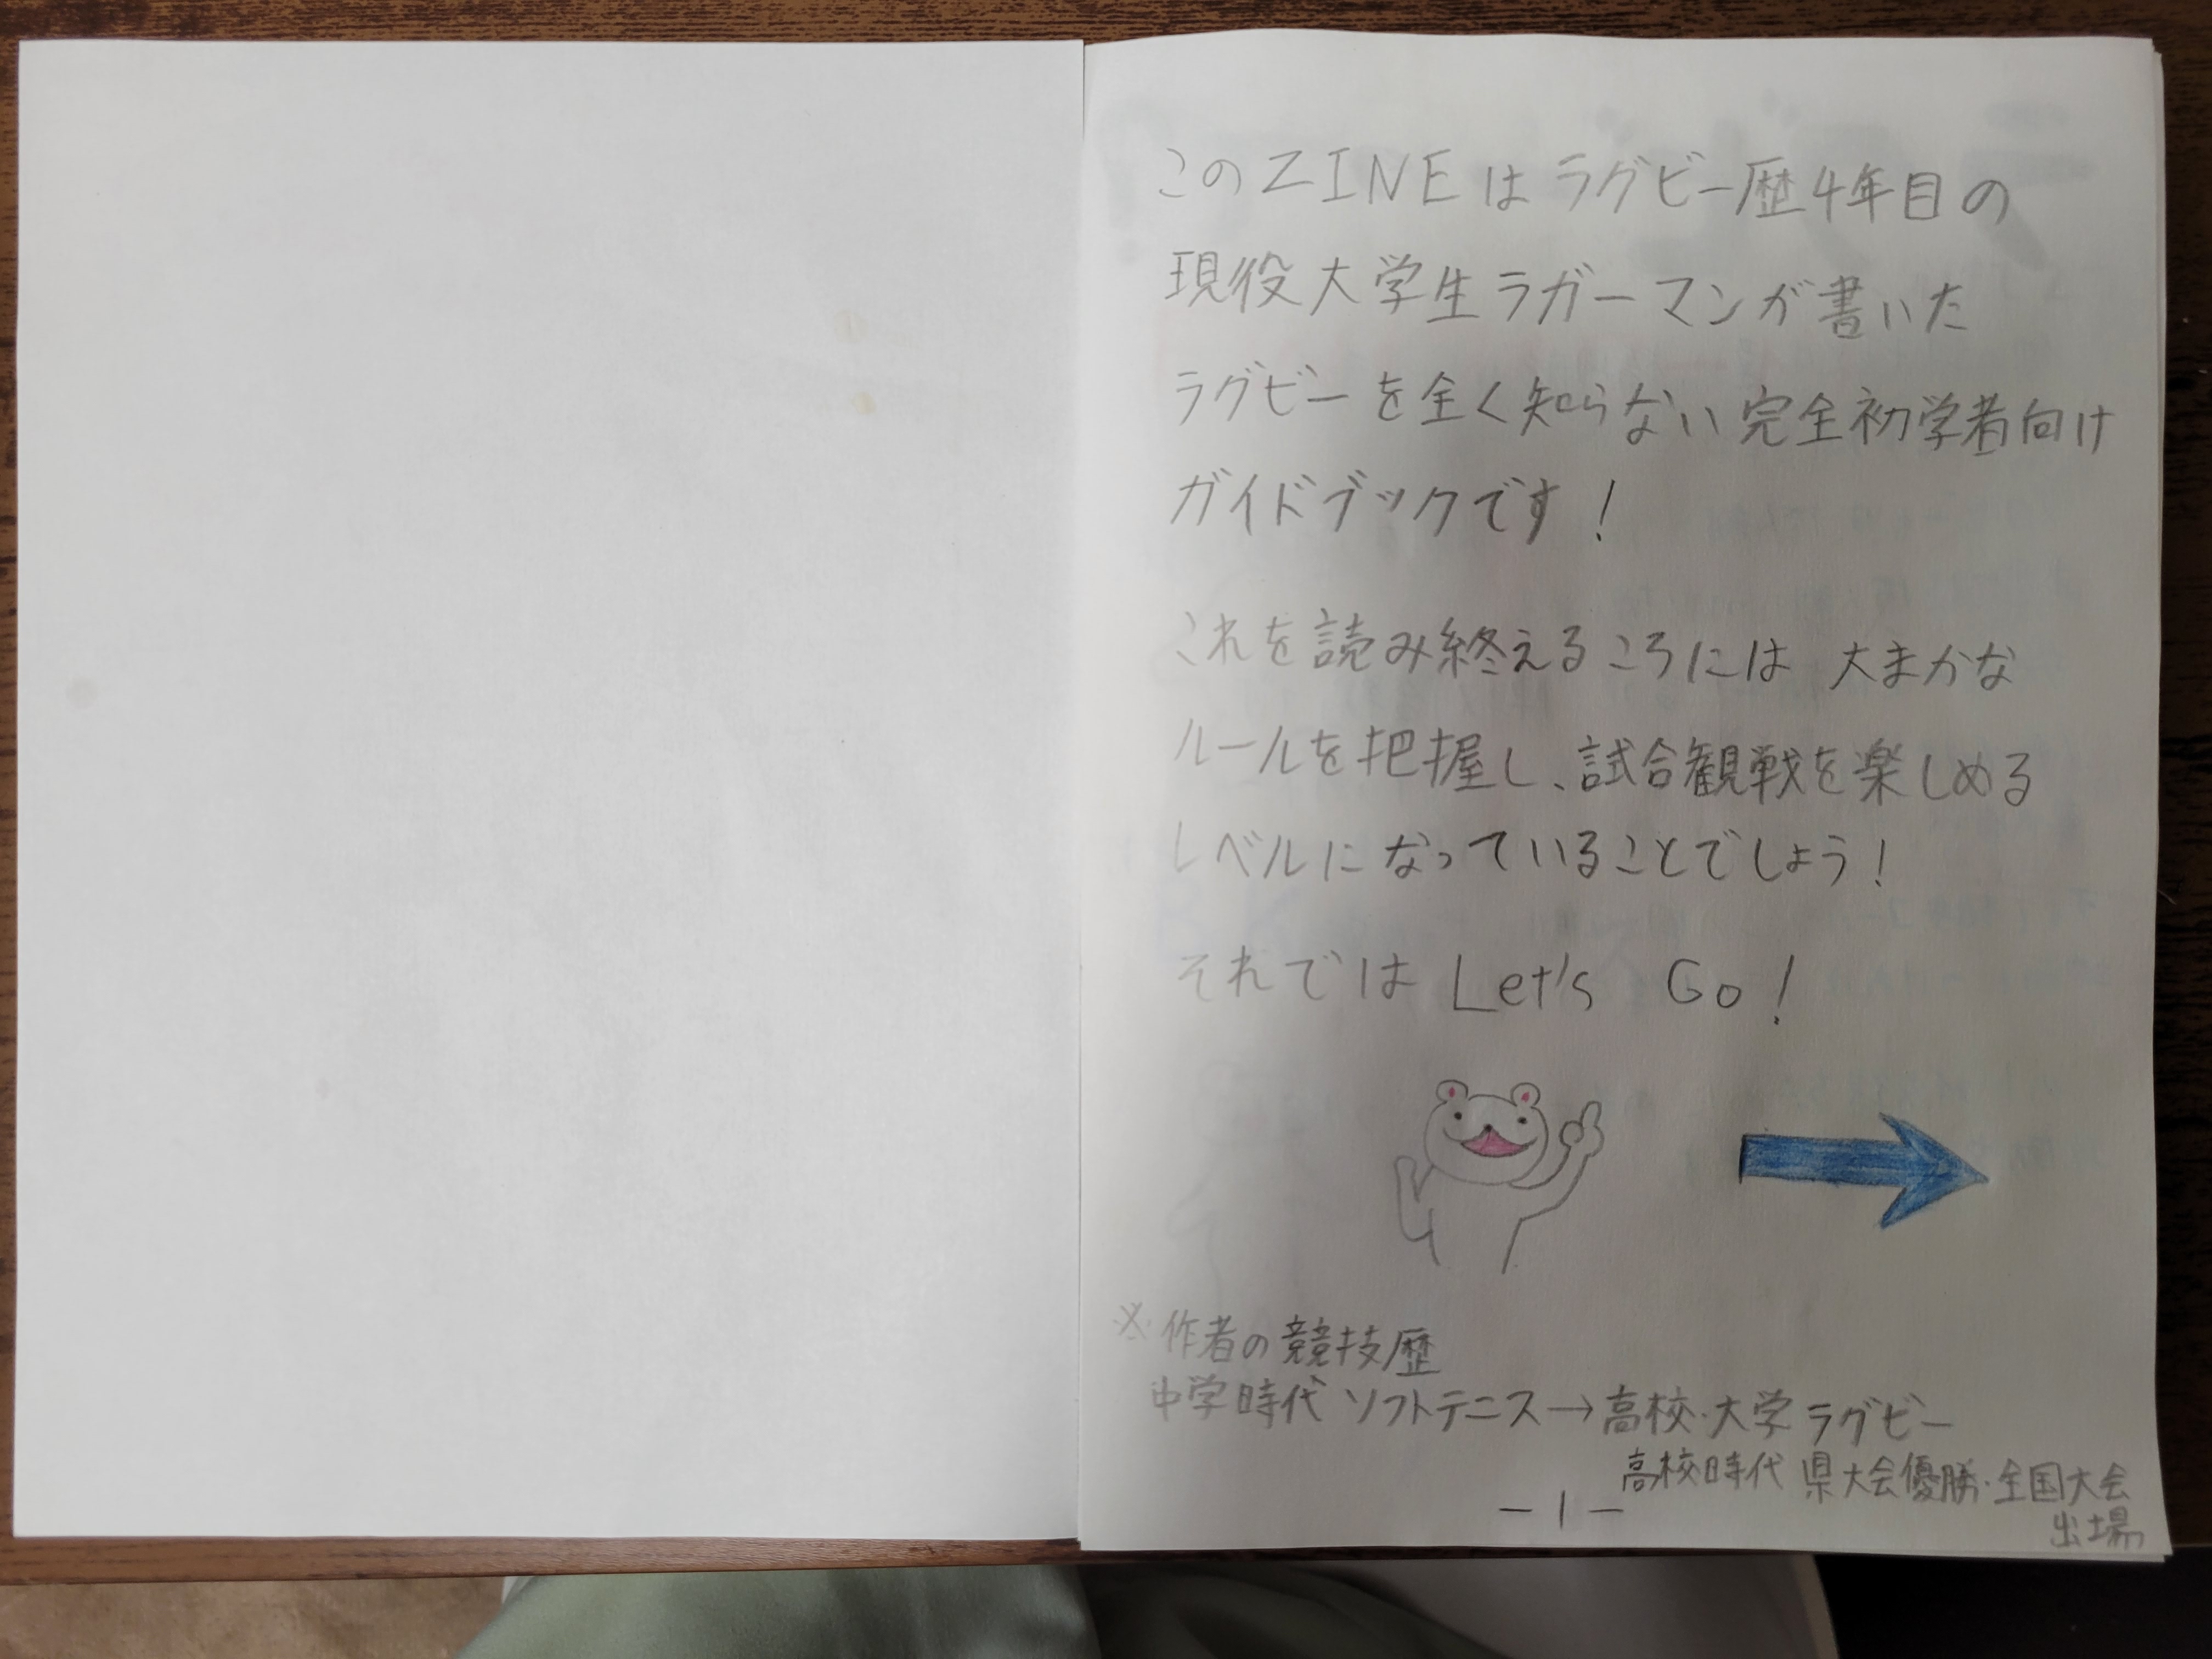 このZINEはラグビー歴4年目の
現役大学生ラガーマンが書いた
ラグビーを全く知らない完全初学者向け
ガイドブックです！
これを読み終えるころには 大まかな
ルールを把握し、試合観戦を楽しめる
レベルになっていることでしょう！
それでは Let's Go!
※作者の競技歴
中学時代 ソフトテニス→高校・大学 ラグビー
高校時代 県大会優勝・全国大会
出場
－1－